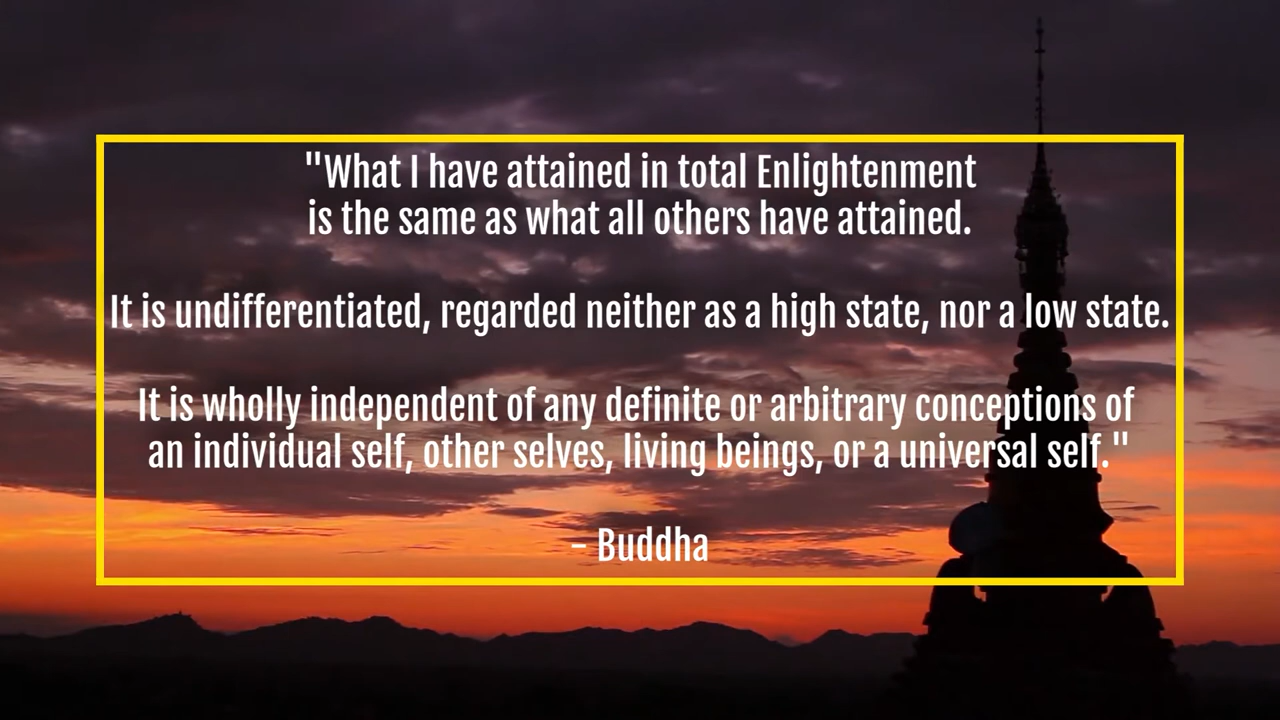 "What I have attained in total Enlightenment
is the same as what all others have attained.
It is undifferentiated, regarded neither as a high state, nor a low state.
It is wholly independent of any definite or arbitrary conceptions of
an individual self, other selves, living beings, or a universal self."
- Buddha